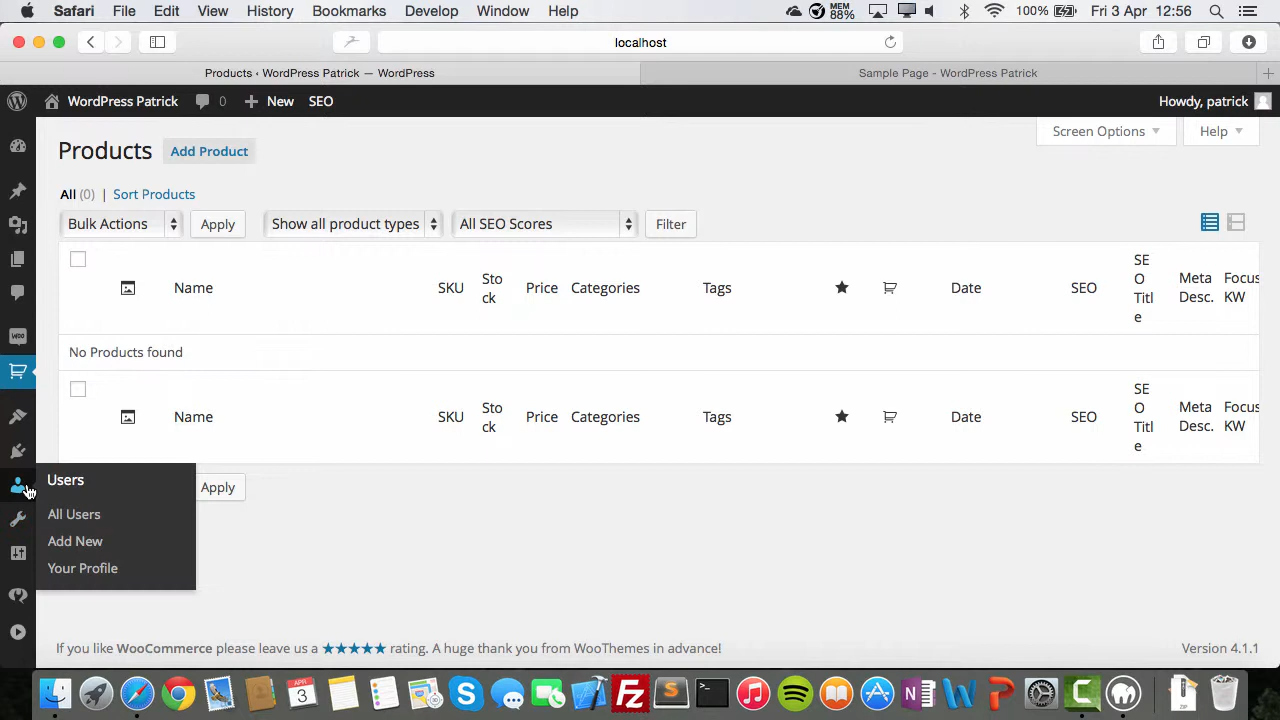 Safari File Edit View History Bookmarks Develop Window Help MEM 88% 100% Fri 3 Apr 12:56
localhost
Products ‹ WordPress Patrick — WordPress Sample Page - WordPress Patrick
WordPress Patrick 0 New SEO Howdy, patrick
Products Add Product Screen Options Help
All (0) | Sort Products
Bulk Actions Apply Show all product types All SEO Scores Filter
Name SKU Sto
ck Price Categories Tags Date SEO SE
O
Titl
e Meta
Desc. Focus
KW
No Products found
Name SKU Sto
ck Price Categories Tags Date SEO SE
O
Titl
e Meta
Desc. Focus
KW
Users Apply
All Users
Add New
Your Profile
If you like WooCommerce please leave us a ★★★★★ rating. A huge thank you from WooThemes in advance! Version 4.1.1